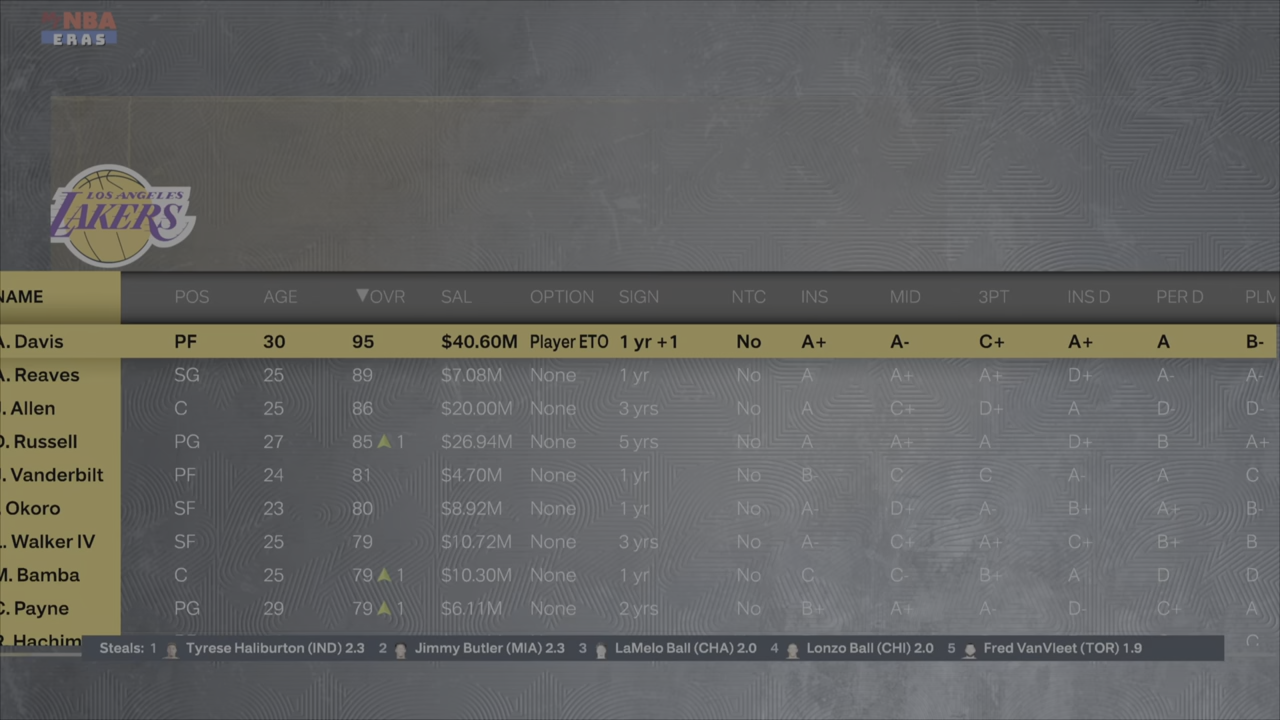 NBA
ERAS
LOS ANGELES
LAKERS
NAME POS AGE ▼OVR SAL OPTION SIGN NTC INS MID 3PT INS D PER D PLM
A. Davis PF 30 95 $40.60M Player ETO 1 yr +1 No A+ A- C+ A+ A B-
A. Reaves SG 25 89 $7.08M None 1 yr No A A+ A+ D+ A- A-
J. Allen C 25 86 $20.00M None 3 yrs No A C+ D+ A D- D-
D. Russell PG 27 85 ▲ 1 $26.94M None 5 yrs No A A+ A D+ B A+
J. Vanderbilt PF 24 81 $4.70M None 1 yr No B- C C A- A C
Okoro SF 23 80 $8.92M None 1 yr No A- D+ A- B+ A+ B-
L. Walker IV SF 25 79 $10.72M None 3 yrs No A- C+ A+ C+ B+ B
M. Bamba C 25 79 ▲ 1 $10.30M None 1 yr No C C- B+ A D D
C. Payne PG 29 79 ▲ 1 $6.11M None 2 yrs No B+ A+ A- D- C+ A
R. Hachim
Steals: 1 Tyrese Haliburton (IND) 2.3 2 Jimmy Butler (MIA) 2.3 3 LaMelo Ball (CHA) 2.0 4 Lonzo Ball (CHI) 2.0 5 Fred VanVleet (TOR) 1.9